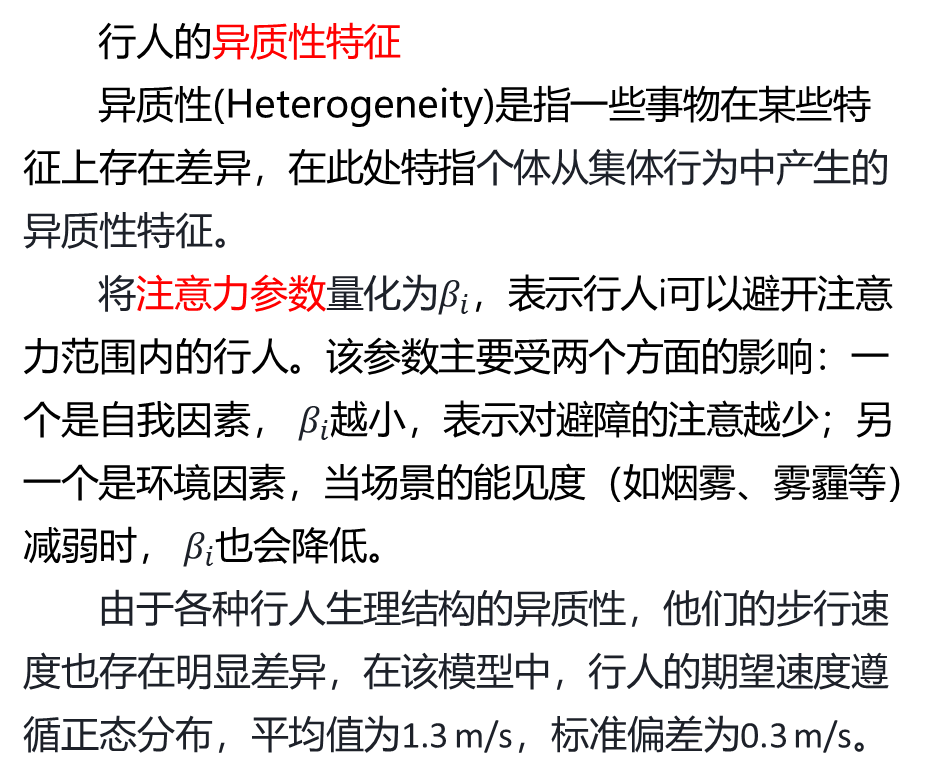 行人的异质性特征
异质性(Heterogeneity)是指一些事物在某些特
征上存在差异，在此处特指个体从集体行为中产生的
异质性特征。
将注意力参数量化为𝛽𝑖，表示行人i可以避开注意
力范围内的行人。该参数主要受两个方面的影响：一
个是自我因素， 𝛽𝑖越小，表示对避障的注意越少；另
一个是环境因素，当场景的能见度（如烟雾、雾霾等）
减弱时， 𝛽𝑖也会降低。
由于各种行人生理结构的异质性，他们的步行速
度也存在明显差异，在该模型中，行人的期望速度遵
循正态分布，平均值为1.3 m/s，标准偏差为0.3 m/s。